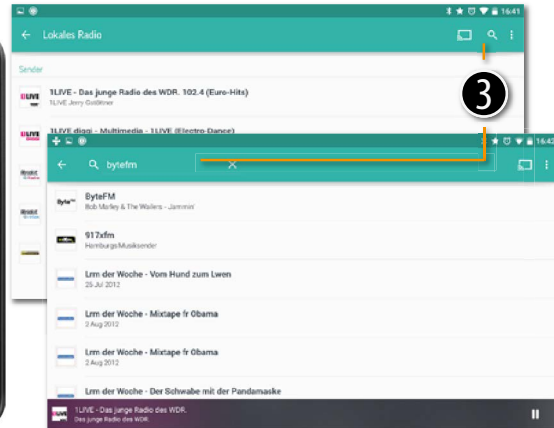 16:41
Lokales Radio
Sender
1LIVE - Das junge Radio des WDR. 102.4 (Euro-Hits)
1LIVE Jerry Gstöttner
1LIVE diggi - Multimedia - 1LIVE (Electro-Dance)
3
16:42
bytefm
ByteFM
Bob Marley & The Wailers - Jammin'
917xfm
Hamburgs Musiksender
Lrm der Woche - Vom Hund zum Lwen
25 Jul 2012
Lrm der Woche - Mixtape fr Obama
2 Aug 2012
Lrm der Woche - Mixtape fr Obama
2 Aug 2012
Lrm der Woche - Der Schwabe mit der Pandamaske
1LIVE - Das junge Radio des WDR.
Das junge Radio des WDR.